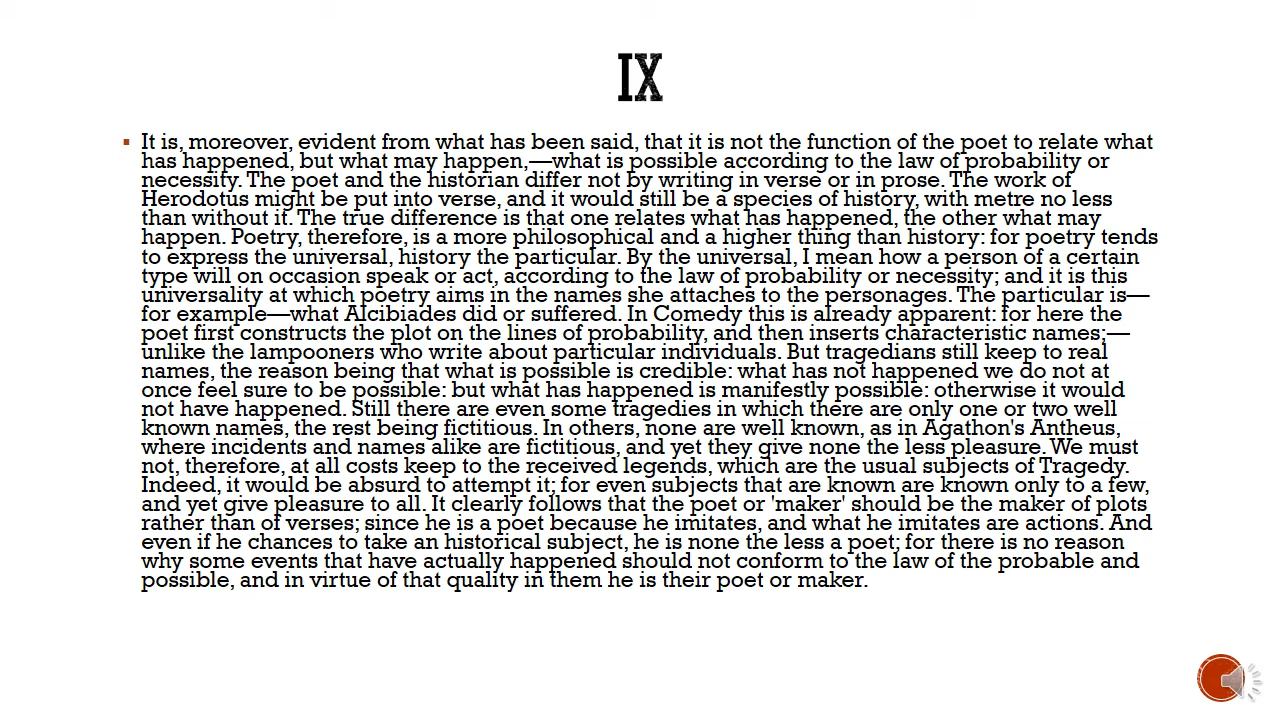 IX
▪ It is, moreover, evident from what has been said, that it is not the function of the poet to relate what
has happened, but what may happen,—what is possible according to the law of probability or
necessity. The poet and the historian differ not by writing in verse or in prose. The work of
Herodotus might be put into verse, and it would still be a species of history, with metre no less
than without it. The true difference is that one relates what has happened, the other what may
happen. Poetry, therefore, is a more philosophical and a higher thing than history: for poetry tends
to express the universal, history the particular. By the universal, I mean how a person of a certain
type will on occasion speak or act, according to the law of probability or necessity; and it is this
universality at which poetry aims in the names she attaches to the personages. The particular is—
for example—what Alcibiades did or suffered. In Comedy this is already apparent: for here the
poet first constructs the plot on the lines of probability, and then inserts characteristic names;—
unlike the lampooners who write about particular individuals. But tragedians still keep to real
names, the reason being that what is possible is credible: what has not happened we do not at
once feel sure to be possible: but what has happened is manifestly possible: otherwise it would
not have happened. Still there are even some tragedies in which there are only one or two well
known names, the rest being fictitious. In others, none are well known, as in Agathon's Antheus,
where incidents and names alike are fictitious, and yet they give none the less pleasure. We must
not, therefore, at all costs keep to the received legends, which are the usual subjects of Tragedy.
Indeed, it would be absurd to attempt it; for even subjects that are known are known only to a few,
and yet give pleasure to all. It clearly follows that the poet or 'maker' should be the maker of plots
rather than of verses; since he is a poet because he imitates, and what he imitates are actions. And
even if he chances to take an historical subject, he is none the less a poet; for there is no reason
why some events that have actually happened should not conform to the law of the probable and
possible, and in virtue of that quality in them he is their poet or maker.